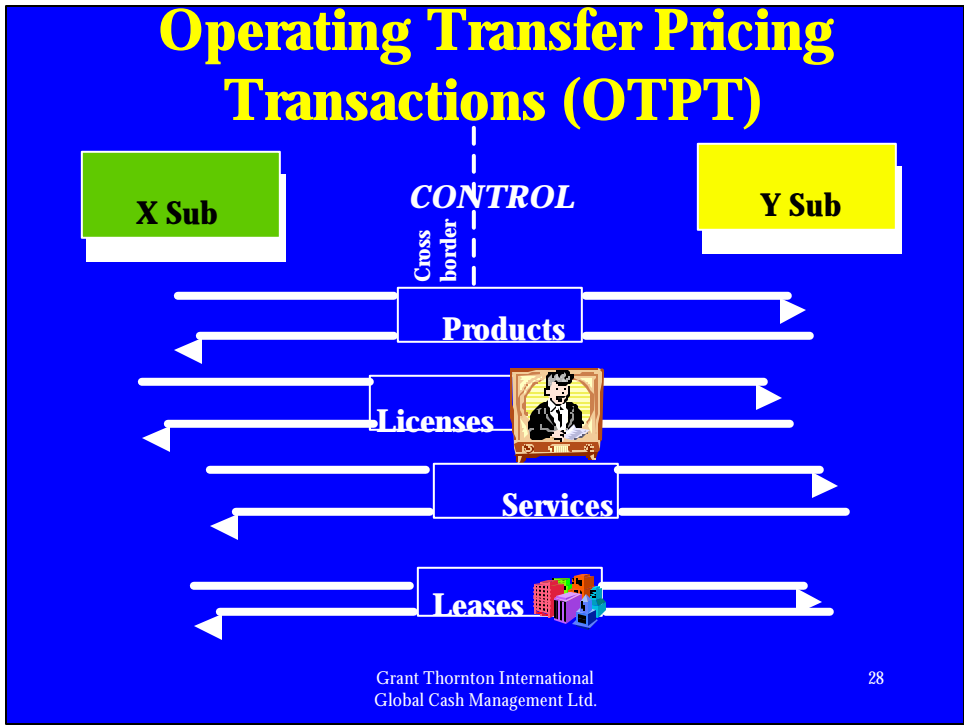 Operating Transfer Pricing
Transactions (OTPT)
X Sub
CONTROL
Y Sub
Cross
border
Products
Licenses
Services
Leases
Grant Thornton International
Global Cash Management Ltd.
28